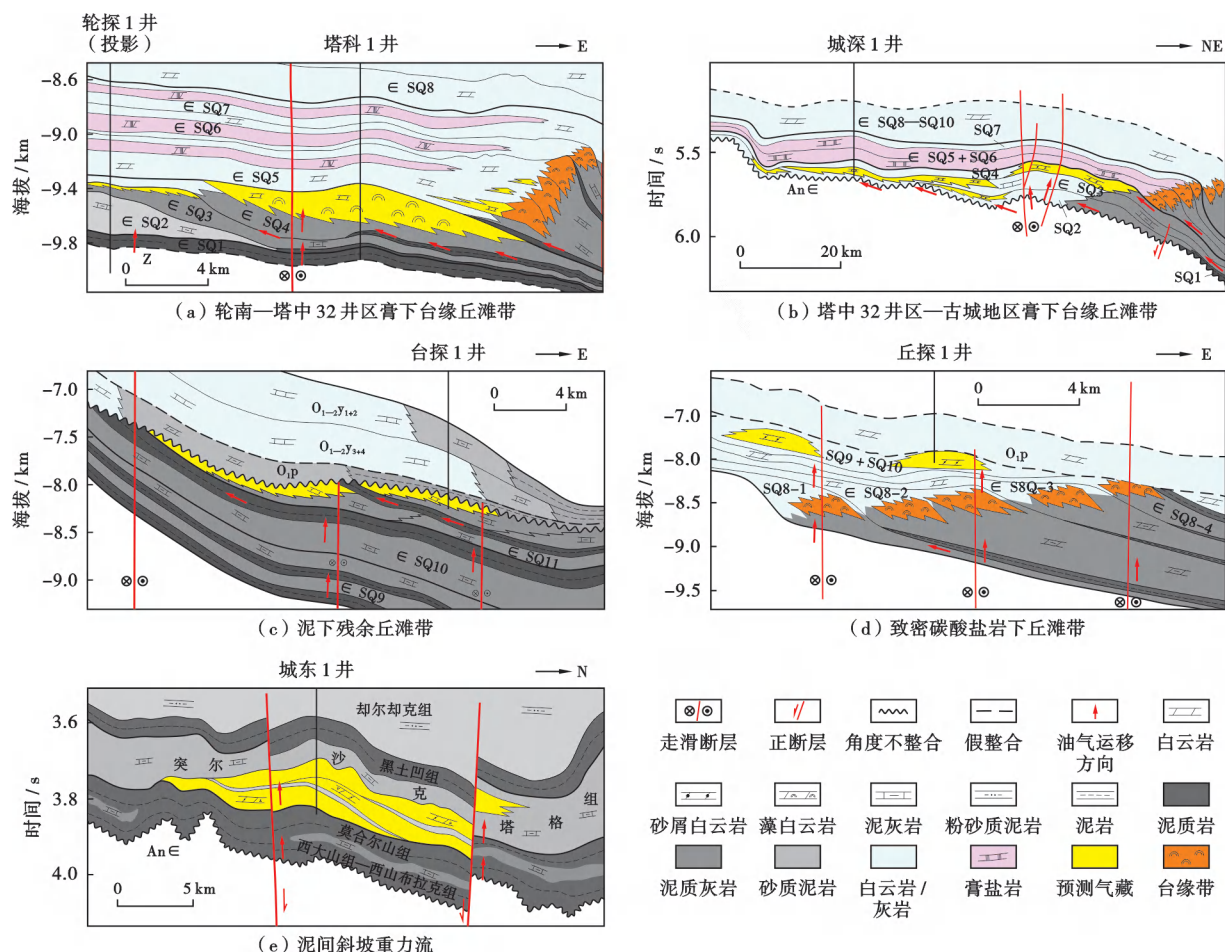 轮探1井
（投影）
塔科1井
E
海拔/km
-8.6
-9.0
-9.4
-9.8
∈ SQ8
∈ SQ7
∈ SQ6
∈ SQ5
∈ SQ4
∈ SQ3
∈ SQ2
∈ SQ1
Z
0 4 km
（a）轮南—塔中32井区膏下台缘丘滩带
城深1井
NE
时间/s
5.5
6.0
∈ SQ8—SQ10
SQ7
∈ SQ5＋SQ6
SQ4
∈ SQ3
An∈
∈ SQ2
SQ1
0 20 km
（b）塔中32井区—古城地区膏下台缘丘滩带
台探1井
E
海拔/km
-7.0
-7.5
-8.0
-8.5
-9.0
0 4 km
O₁₋₂y₁₊₂
O₁₋₂y₃₊₄
O₁p
∈ SQ11
∈ SQ10
∈ SQ9
（c）泥下残余丘滩带
丘探1井
E
海拔/km
-7.0
-8.0
-8.5
-9.0
-9.5
0 4 km
SQ9＋SQ10
O₁p
SQ8-1
∈ SQ8-2
∈ S8Q-3
∈ SQ8-4
（d）致密碳酸盐岩下丘滩带
城东1井
N
时间/s
3.6
3.8
4.0
却尔却克组
黑土凹组
突尔沙克塔格组
莫合尔山组
西大山组—西山布拉克组
An∈
0 5 km
（e）泥间斜坡重力流
走滑断层 正断层 角度不整合 假整合 油气运移方向 白云岩
砂屑白云岩 藻白云岩 泥灰岩 粉砂质泥岩 泥岩 泥质岩
泥质灰岩 砂质泥岩 白云岩/灰岩 膏盐岩 预测气藏 台缘带